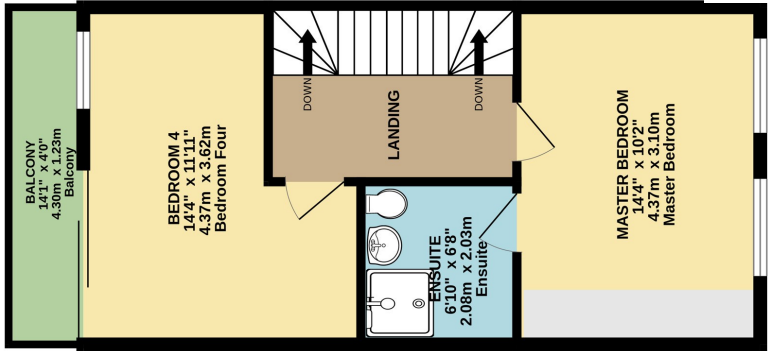 BALCONY
14'1" x 4'0"
4.30m x 1.23m
Balcony
BEDROOM 4
14'4" x 11'11"
4.37m x 3.62m
Bedroom Four
DOWN
LANDING
DOWN
ENSUITE
6'10" x 6'8"
2.08m x 2.03m
Ensuite
MASTER BEDROOM
14'4" x 10'2"
4.37m x 3.10m
Master Bedroom